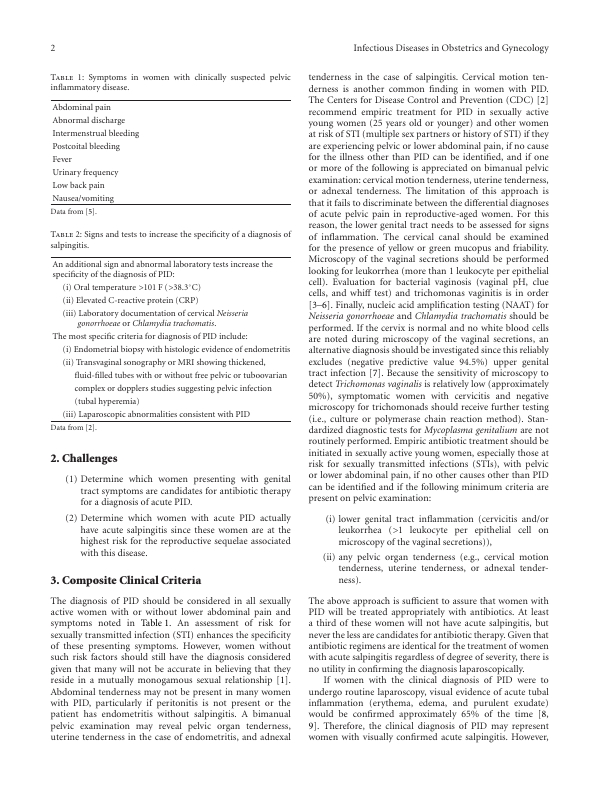 2
Infectious Diseases in Obstetrics and Gynecology
Table 1: Symptoms in women with clinically suspected pelvic
inflammatory disease.
Abdominal pain
Abnormal discharge
Intermenstrual bleeding
Postcoital bleeding
Fever
Urinary frequency
Low back pain
Nausea/vomiting
Data from [5].
Table 2: Signs and tests to increase the specificity of a diagnosis of
salpingitis.
An additional sign and abnormal laboratory tests increase the
specificity of the diagnosis of PID:
(i) Oral temperature >101 F (>38.3°C)
(ii) Elevated C-reactive protein (CRP)
(iii) Laboratory documentation of cervical Neisseria
gonorrhoeae or Chlamydia trachomatis.
The most specific criteria for diagnosis of PID include:
(i) Endometrial biopsy with histologic evidence of endometritis
(ii) Transvaginal sonography or MRI showing thickened,
fluid-filled tubes with or without free pelvic or tuboovarian
complex or dopplers studies suggesting pelvic infection
(tubal hyperemia)
(iii) Laparoscopic abnormalities consistent with PID
Data from [2].
2. Challenges
(1) Determine which women presenting with genital
tract symptoms are candidates for antibiotic therapy
for a diagnosis of acute PID.
(2) Determine which women with acute PID actually
have acute salpingitis since these women are at the
highest risk for the reproductive sequelae associated
with this disease.
3. Composite Clinical Criteria
The diagnosis of PID should be considered in all sexually
active women with or without lower abdominal pain and
symptoms noted in Table 1. An assessment of risk for
sexually transmitted infection (STI) enhances the specificity
of these presenting symptoms. However, women without
such risk factors should still have the diagnosis considered
given that many will not be accurate in believing that they
reside in a mutually monogamous sexual relationship [1].
Abdominal tenderness may not be present in many women
with PID, particularly if peritonitis is not present or the
patient has endometritis without salpingitis. A bimanual
pelvic examination may reveal pelvic organ tenderness,
uterine tenderness in the case of endometritis, and adnexal
tenderness in the case of salpingitis. Cervical motion ten-
derness is another common finding in women with PID.
The Centers for Disease Control and Prevention (CDC) [2]
recommend empiric treatment for PID in sexually active
young women (25 years old or younger) and other women
at risk of STI (multiple sex partners or history of STI) if they
are experiencing pelvic or lower abdominal pain, if no cause
for the illness other than PID can be identified, and if one
or more of the following is appreciated on bimanual pelvic
examination: cervical motion tenderness, uterine tenderness,
or adnexal tenderness. The limitation of this approach is
that it fails to discriminate between the differential diagnoses
of acute pelvic pain in reproductive-aged women. For this
reason, the lower genital tract needs to be assessed for signs
of inflammation. The cervical canal should be examined
for the presence of yellow or green mucopus and friability.
Microscopy of the vaginal secretions should be performed
looking for leukorrhea (more than 1 leukocyte per epithelial
cell). Evaluation for bacterial vaginosis (vaginal pH, clue
cells, and whiff test) and trichomonas vaginitis is in order
[3–6]. Finally, nucleic acid amplification testing (NAAT) for
Neisseria gonorrhoeae and Chlamydia trachomatis should be
performed. If the cervix is normal and no white blood cells
are noted during microscopy of the vaginal secretions, an
alternative diagnosis should be investigated since this reliably
excludes (negative predictive value 94.5%) upper genital
tract infection [7]. Because the sensitivity of microscopy to
detect Trichomonas vaginalis is relatively low (approximately
50%), symptomatic women with cervicitis and negative
microscopy for trichomonads should receive further testing
(i.e., culture or polymerase chain reaction method). Stan-
dardized diagnostic tests for Mycoplasma genitalium are not
routinely performed. Empiric antibiotic treatment should be
initiated in sexually active young women, especially those at
risk for sexually transmitted infections (STIs), with pelvic
or lower abdominal pain, if no other causes other than PID
can be identified and if the following minimum criteria are
present on pelvic examination:
(i) lower genital tract inflammation (cervicitis and/or
leukorrhea (>1 leukocyte per epithelial cell on
microscopy of the vaginal secretions)),
(ii) any pelvic organ tenderness (e.g., cervical motion
tenderness, uterine tenderness, or adnexal tender-
ness).
The above approach is sufficient to assure that women with
PID will be treated appropriately with antibiotics. At least
a third of these women will not have acute salpingitis, but
never the less are candidates for antibiotic therapy. Given that
antibiotic regimens are identical for the treatment of women
with acute salpingitis regardless of degree of severity, there is
no utility in confirming the diagnosis laparoscopically.
If women with the clinical diagnosis of PID were to
undergo routine laparoscopy, visual evidence of acute tubal
inflammation (erythema, edema, and purulent exudate)
would be confirmed approximately 65% of the time [8,
9]. Therefore, the clinical diagnosis of PID may represent
women with visually confirmed acute salpingitis. However,